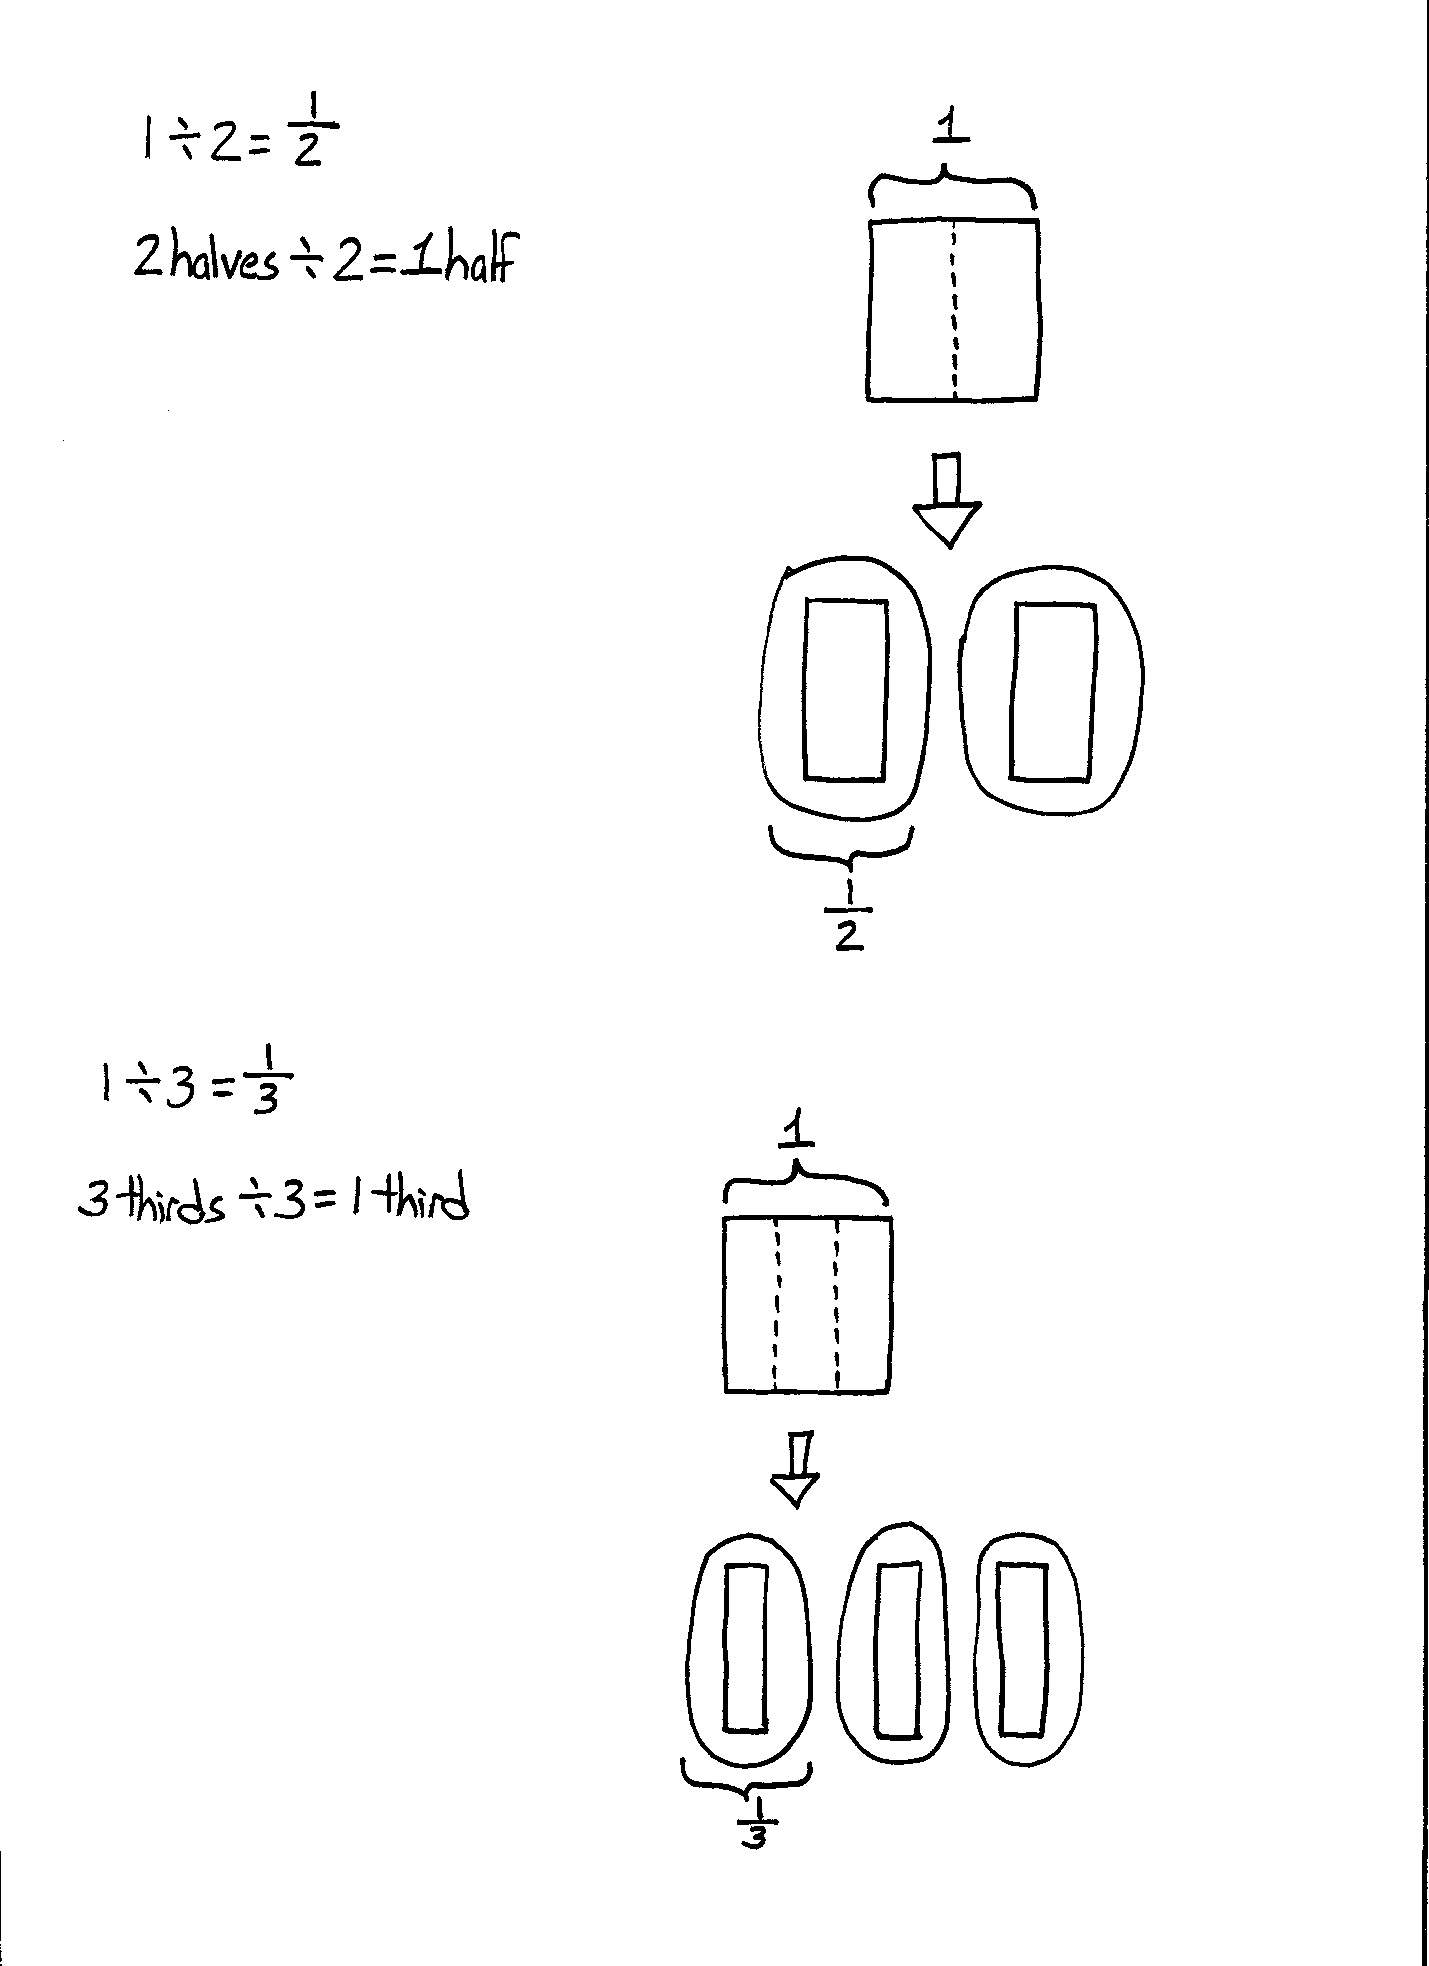 1 ÷ 2 = 1/2
2 halves ÷ 2 = 1 half
1
1/2
1 ÷ 3 = 1/3
3 thirds ÷ 3 = 1 third
1
1/3